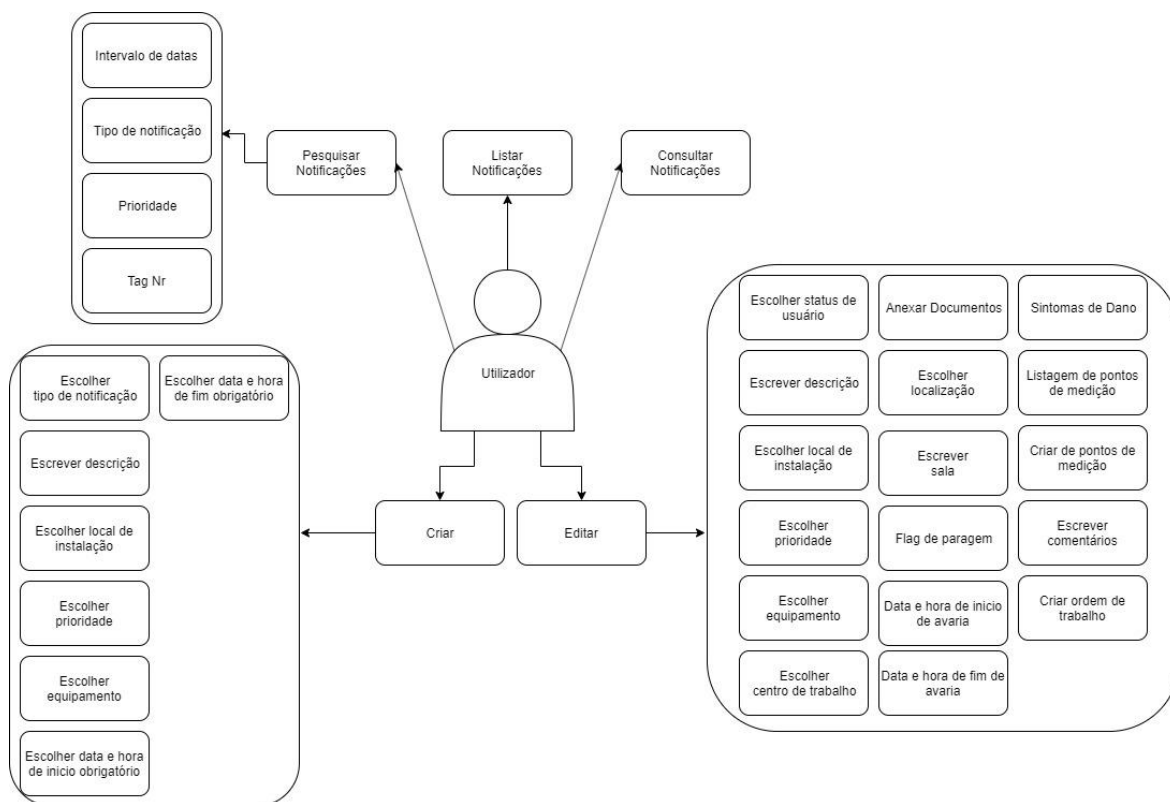 Intervalo de datas
Tipo de notificação
Prioridade
Tag Nr
Pesquisar
Notificações
Listar
Notificações
Consultar
Notificações
Utilizador
Criar
Editar
Escolher
tipo de notificação
Escrever descrição
Escolher local de
instalação
Escolher
prioridade
Escolher
equipamento
Escolher data e hora
de inicio obrigatório
Escolher data e hora
de fim obrigatório
Escolher status de
usuário
Escrever descrição
Escolher local de
instalação
Escolher
prioridade
Escolher
equipamento
Escolher
centro de trabalho
Anexar Documentos
Escolher
localização
Escrever
sala
Flag de paragem
Data e hora de inicio
de avaria
Data e hora de fim de
avaria
Sintomas de Dano
Listagem de pontos
de medição
Criar de pontos de
medição
Escrever
comentários
Criar ordem de
trabalho